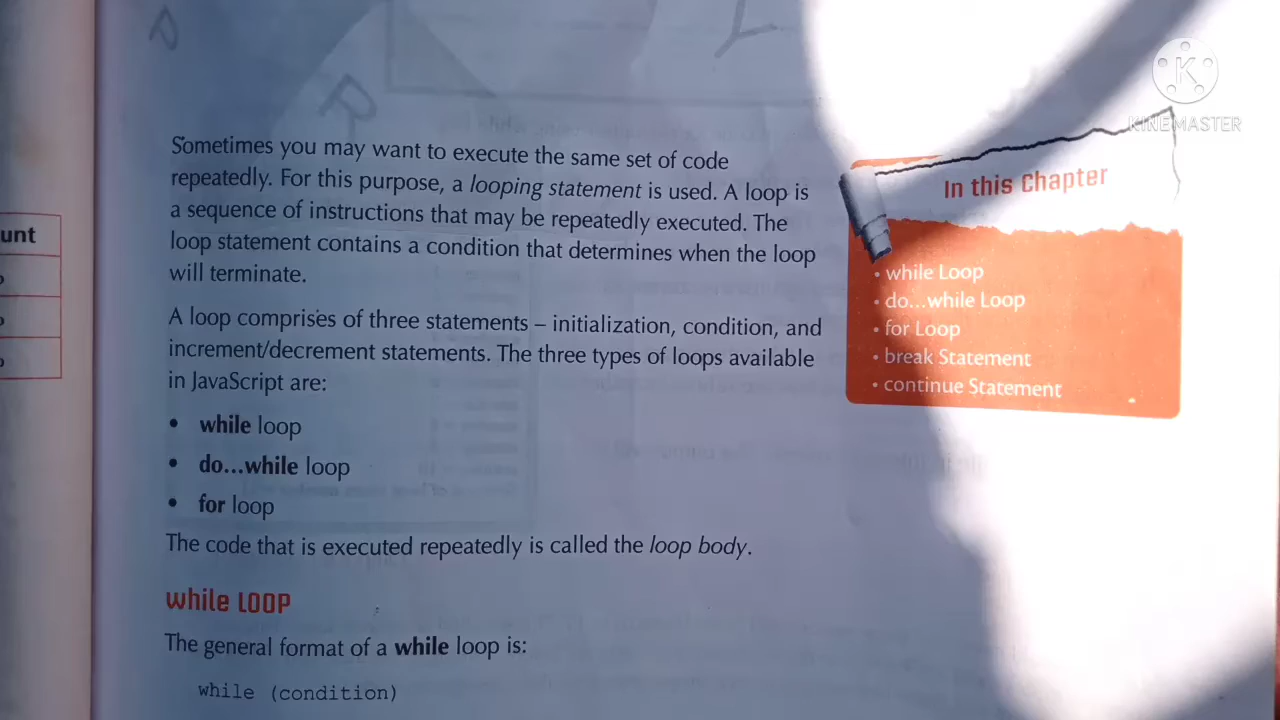 A
R
Y
KINEMASTER
unt
Sometimes you may want to execute the same set of code
repeatedly. For this purpose, a looping statement is used. A loop is
a sequence of instructions that may be repeatedly executed. The
loop statement contains a condition that determines when the loop
will terminate.
A loop comprises of three statements – initialization, condition, and
increment/decrement statements. The three types of loops available
in JavaScript are:
• while loop
• do...while loop
• for loop
The code that is executed repeatedly is called the loop body.
while LOOP
The general format of a while loop is:
while (condition)
In this Chapter
• while Loop
• do...while Loop
• for Loop
• break Statement
• continue Statement